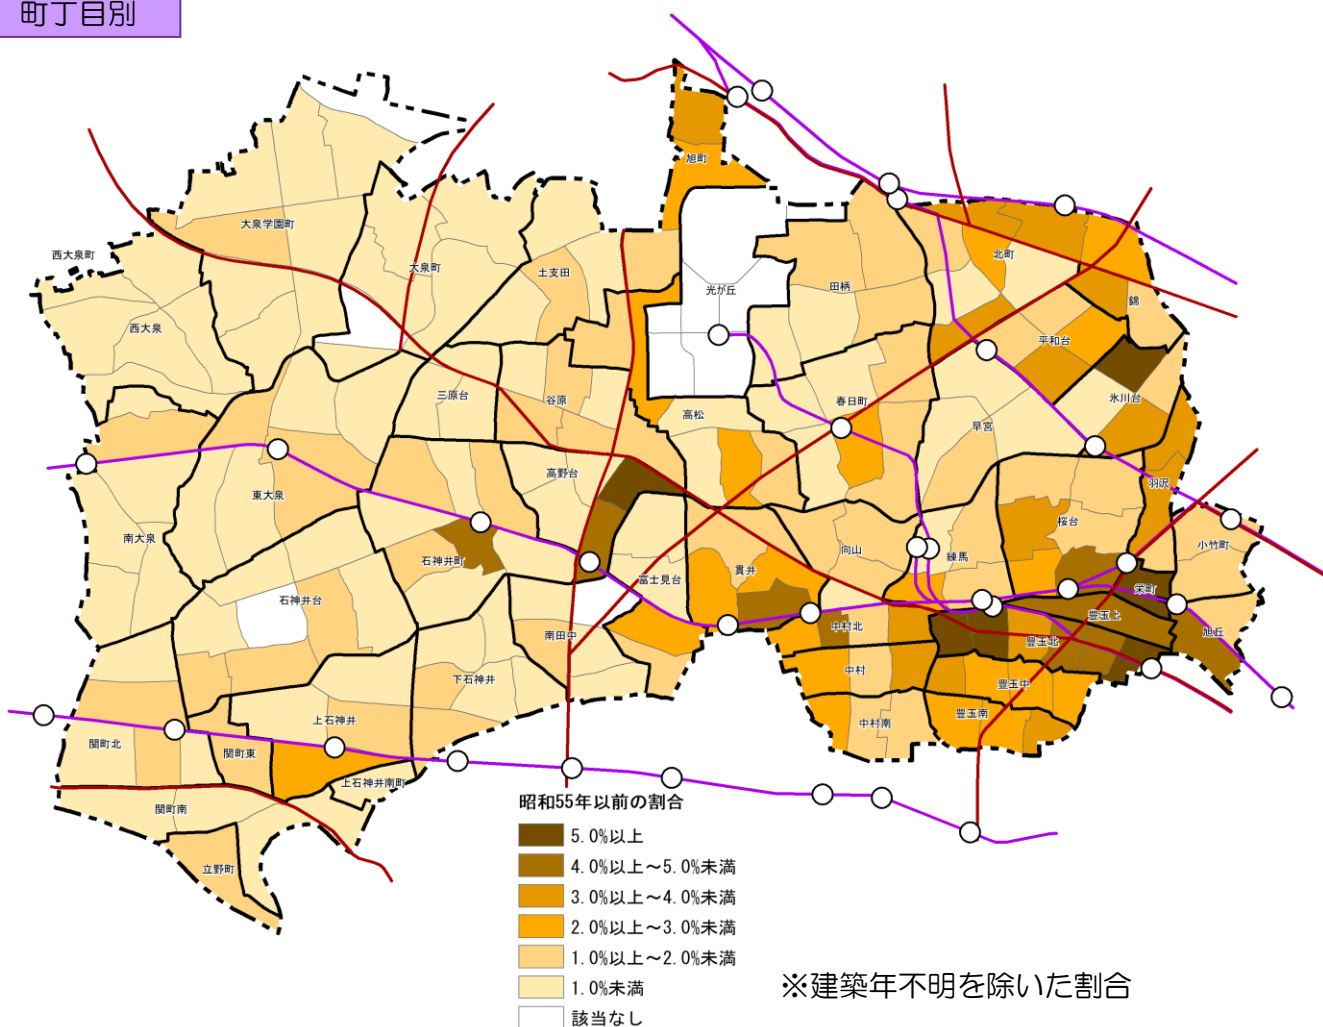 町丁目別
旭町
大泉学園町
西大泉町
大泉町
土支田
北町
光が丘
田柄
錦
西大泉
平和台
三原台
谷原
氷川台
高松
春日町
早宮
高野台
羽沢
東大泉
桜台
南大泉
小竹町
向山
練馬
石神井町
貫井
富士見台
栄町
石神井台
豊玉上
中村北
旭丘
南田中
豊玉北
中村
下石神井
豊玉中
豊玉南
上石神井
中村南
関町北
関町東
上石神井南町
関町南
立野町
昭和55年以前の割合
5.0%以上
4.0%以上~5.0%未満
3.0%以上~4.0%未満
2.0%以上~3.0%未満
1.0%以上~2.0%未満
1.0%未満
該当なし
※建築年不明を除いた割合